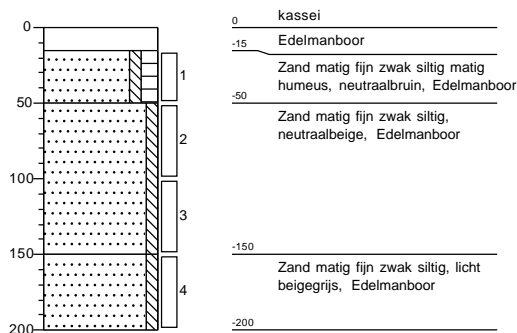 0
50
100
150
200
1
2
3
4
0
kassei
-15
Edelmanboor
Zand matig fijn zwak siltig matig
humeus, neutraalbruin, Edelmanboor
-50
Zand matig fijn zwak siltig,
neutraalbeige, Edelmanboor
-150
Zand matig fijn zwak siltig, licht
beigegrijs, Edelmanboor
-200